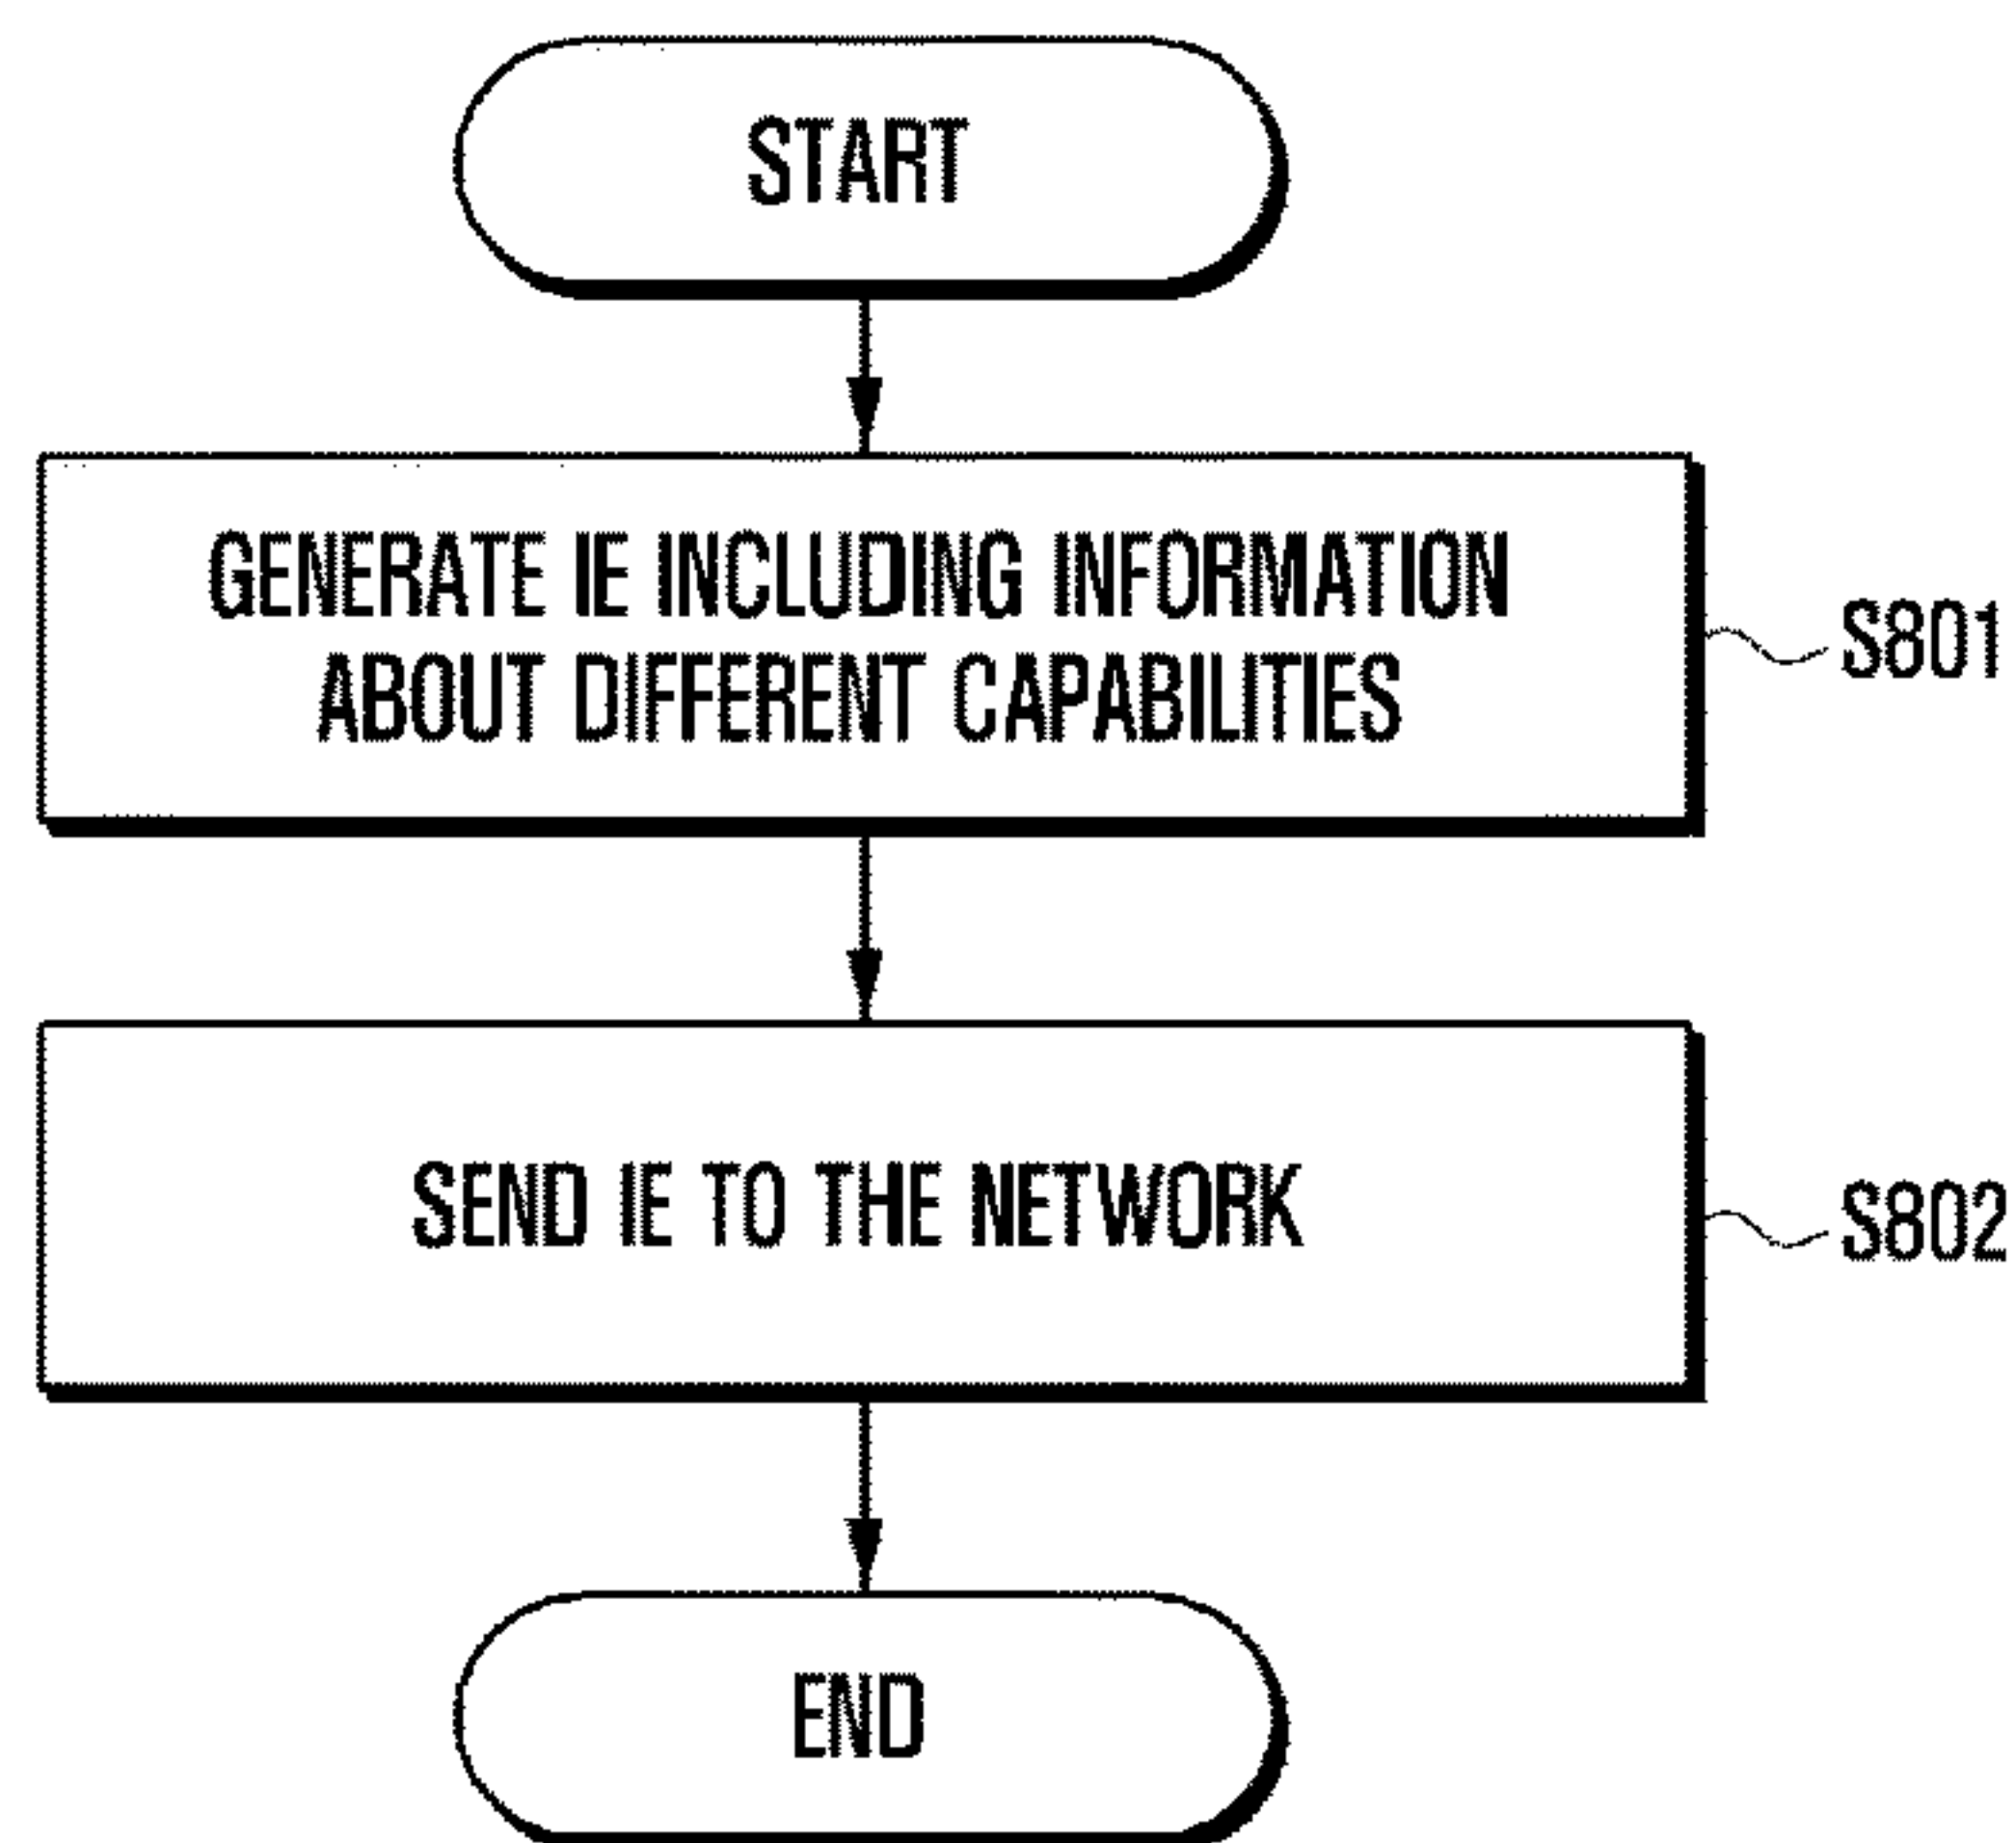 START
GENERATE IE INCLUDING INFORMATION
ABOUT DIFFERENT CAPABILITIES
S801
SEND IE TO THE NETWORK
S802
END